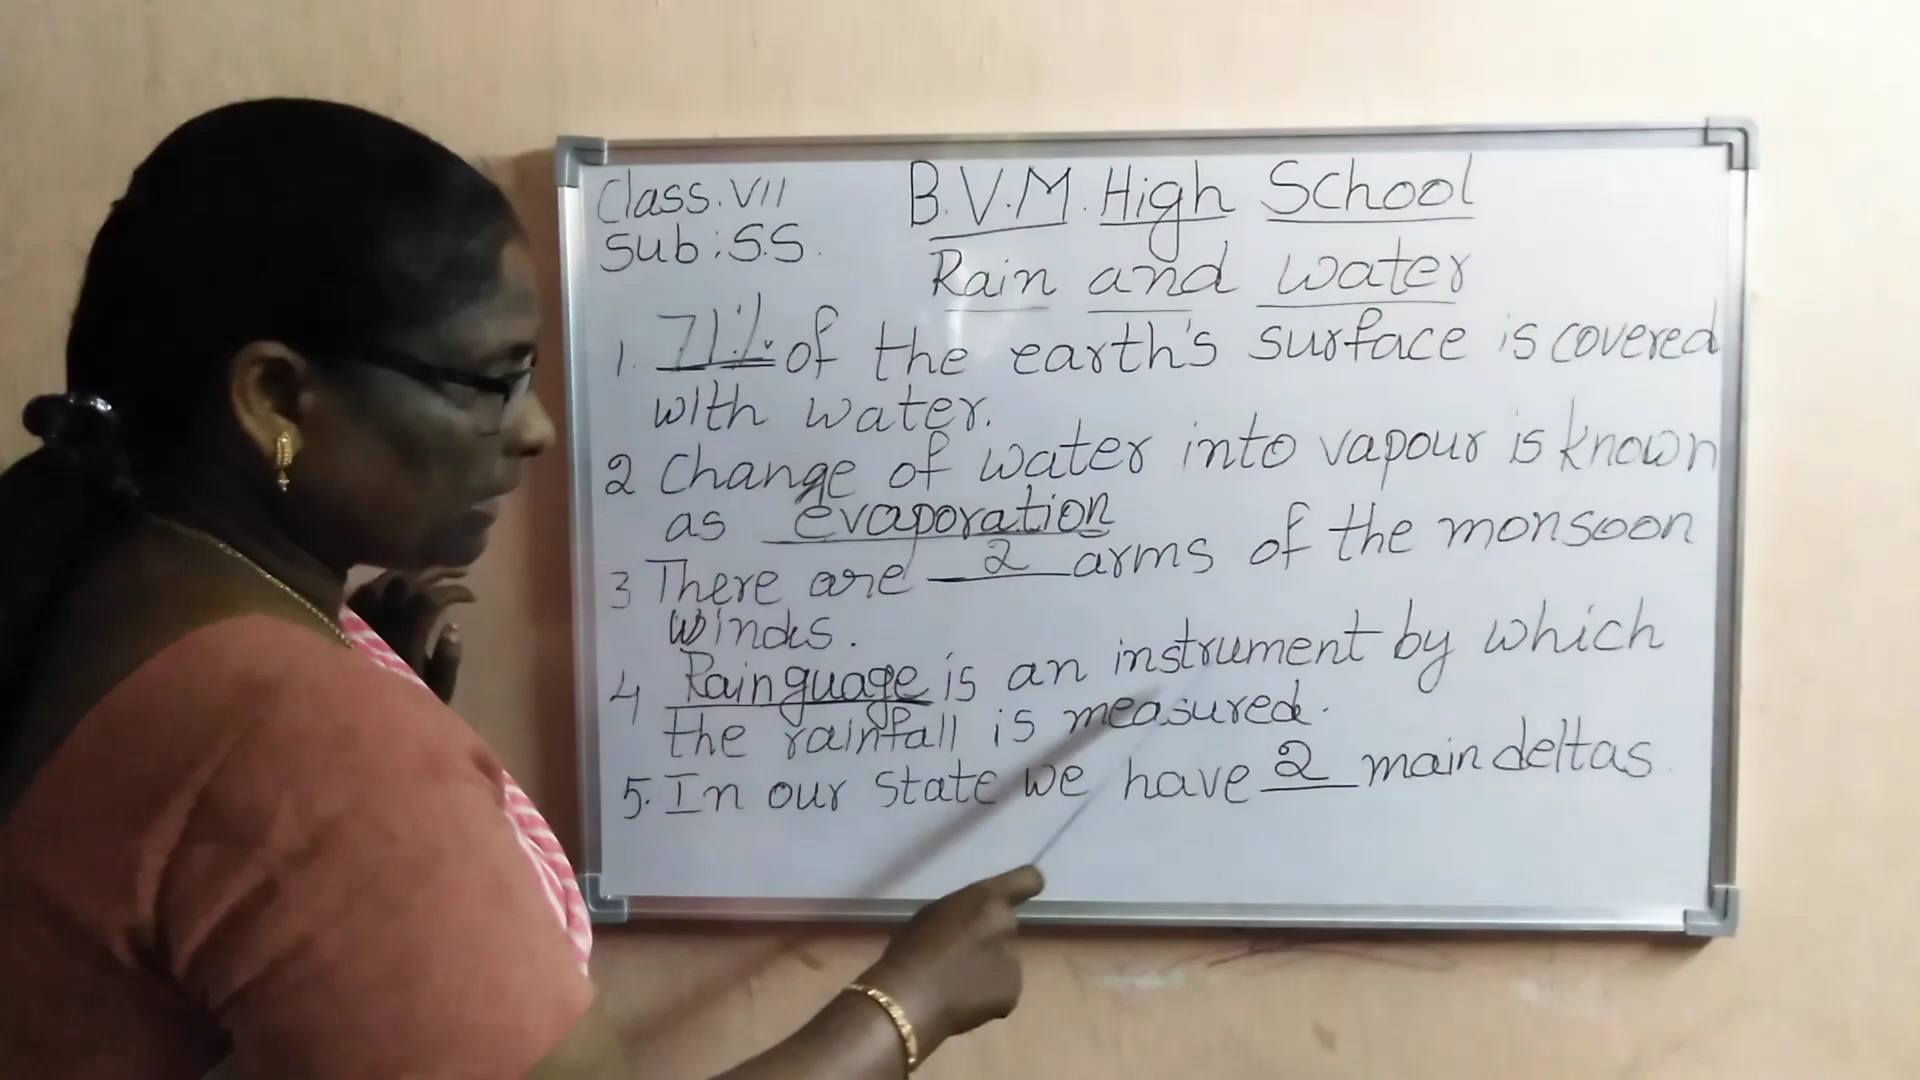 Class.VII
B.V.M. High School
Sub:S.S.
Rain and water
1. 71% of the earth's surface is covered
with water.
2 Change of water into vapour is known
as evaporation
3 There are 2 arms of the monsoon
winds.
4 Rainguage is an instrument by which
the rainfall is measured.
5. In our state we have 2 main deltas